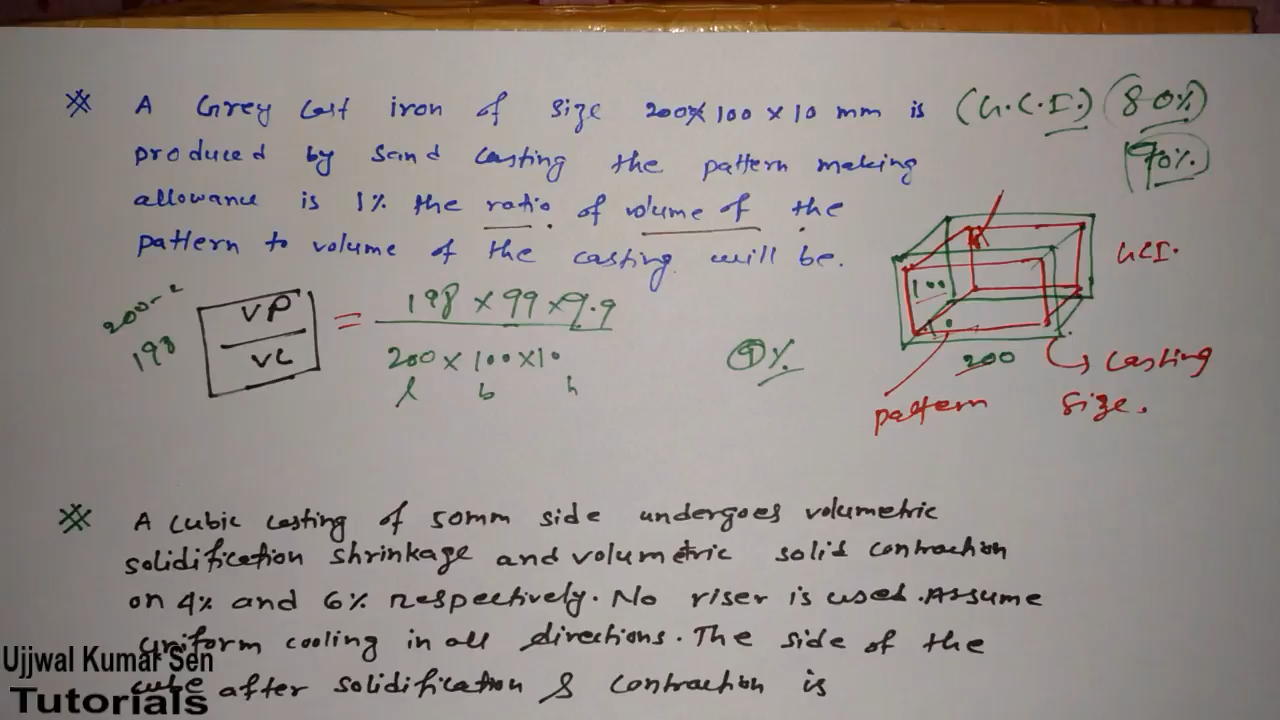 ※ A Grey Cast iron of size 200 x 100 x 10 mm is (G.C.I.) (80%)
produced by sand casting the pattern making 90%.
allowance is 1% the ratio of volume of the
pattern to volume of the casting will be.
100
G.C.I.
200-2
198
VP / VC = 198 x 99 x 9.9 / 200 x 100 x 10
l b h
200
casting
size.
pattern
※ A cubic casting of 50mm side undergoes volumetric
solidification shrinkage and volumetric solid contraction
on 4% and 6% respectively. No riser is used. Assume
uniform cooling in all directions. The side of the
cube after solidification & contraction is
Ujjwal Kumar Sen
Tutorials